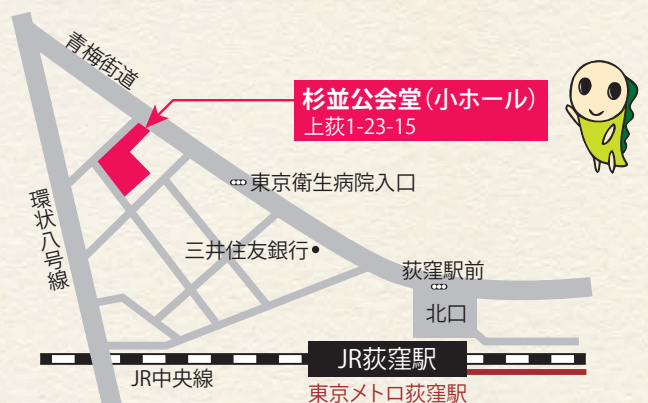 青梅街道
杉並公会堂(小ホール)
上荻1-23-15
東京衛生病院入口
環状八号線
三井住友銀行
荻窪駅前
北口
JR荻窪駅
JR中央線
東京メトロ荻窪駅